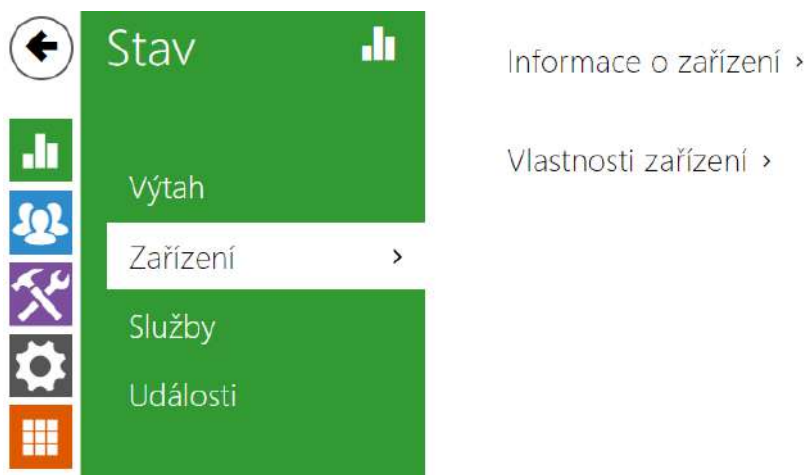 Stav
Výtah
Zařízení ›
Služby
Události
Informace o zařízení ›
Vlastnosti zařízení ›